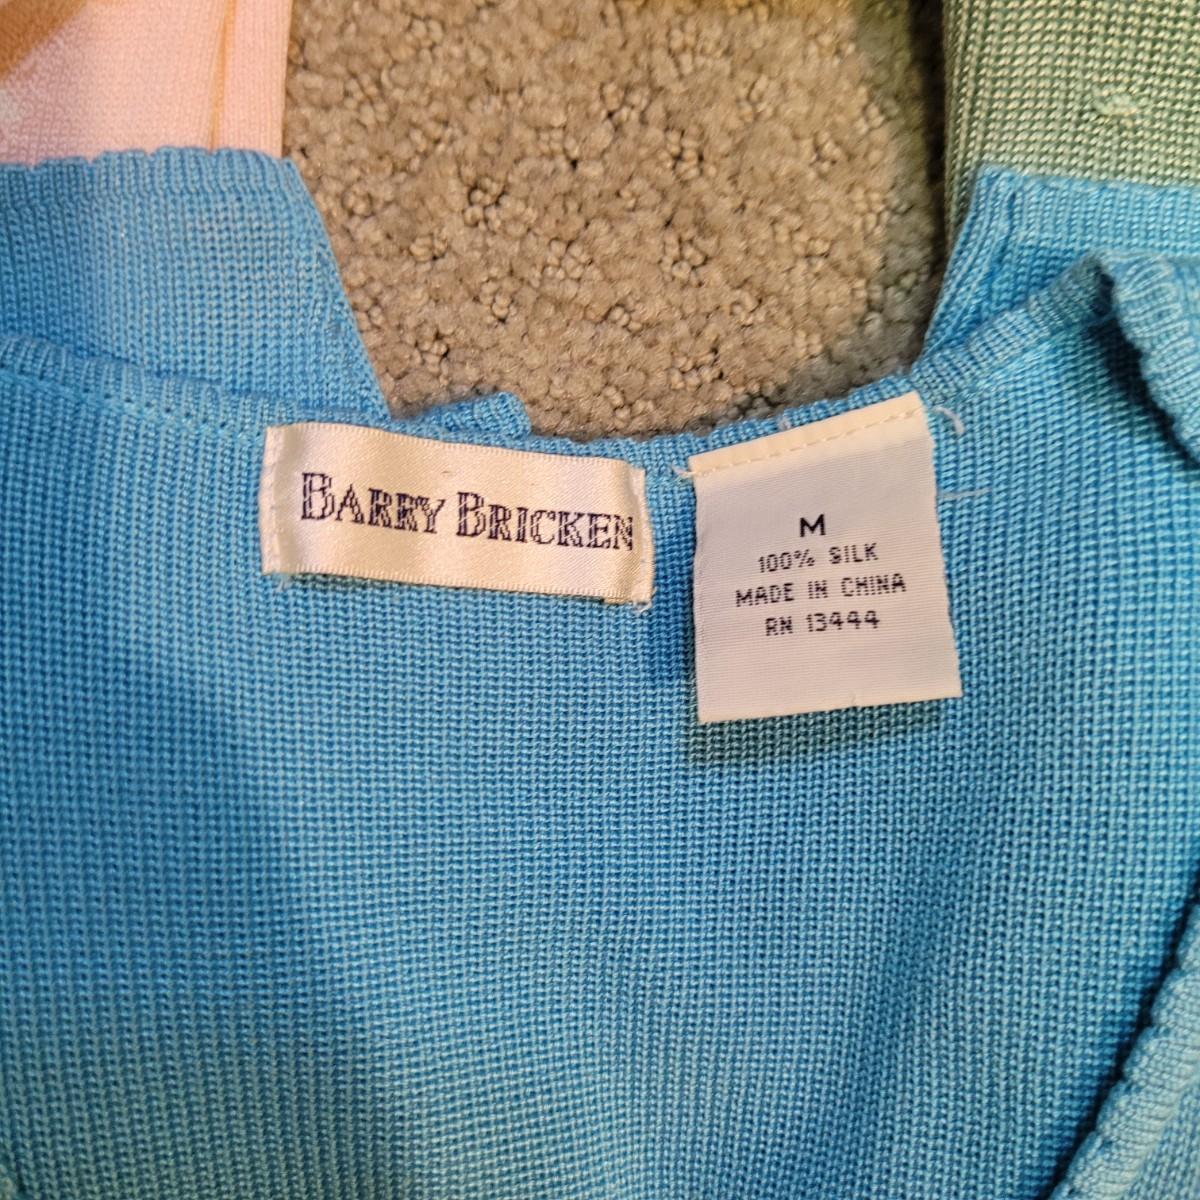 BARRY BRICKEN
M
100% SILK
MADE IN CHINA
RN 13444